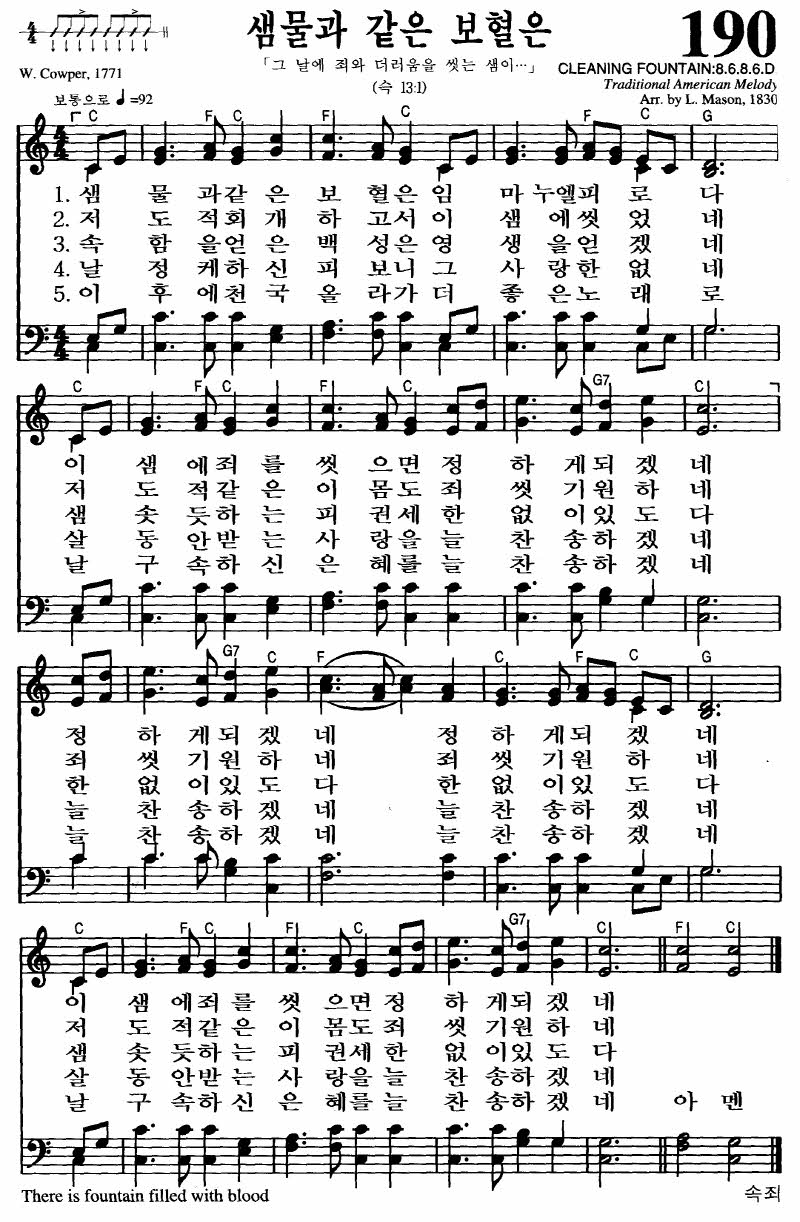 샘물과 같은 보혈은
190
「그 날에 죄와 더러움을 씻는 샘이…」
(슥 13:1)
W. Cowper, 1771
CLEANING FOUNTAIN:8.6.8.6.D
Traditional American Melody
Arr. by L. Mason, 1830
보통으로 ♩=92
C F C F C G
1. 샘 물 과같 은 보 혈은 임 마 누엘피 로 다
2. 저 도 적회 개 하 고서 이 샘 에씻 었 네
3. 속 함 을얻 은 백 성은 영 생 을얻 겠 네
4. 날 정 케하 신 피 보니 그 사 랑한 없 네
5. 이 후 에천 국 올 라가 더 좋 은노 래 로
C F C F C G7 C
이 샘 에죄 를 씻 으면 정 하 게되 겠 네
저 도 적같 은 이 몸도 죄 씻 기원 하 네
샘 솟 듯하 는 피 권세 한 없 이있 도 다
살 동 안받 는 사 랑을 늘 찬 송하 겠 네
날 구 속하 신 은 혜를 늘 찬 송하 겠 네
G7 C F C G
정 하 게되 겠 네 정 하 게되 겠 네
죄 씻 기원 하 네 죄 씻 기원 하 네
한 없 이있 도 다 한 없 이있 도 다
늘 찬 송하 겠 네 늘 찬 송하 겠 네
늘 찬 송하 겠 네 늘 찬 송하 겠 네
C F C F C G7 C F C
이 샘 에죄 를 씻 으면 정 하 게되 겠 네
저 도 적같 은 이 몸도 죄 씻 기원 하 네
샘 솟 듯하 는 피 권세 한 없 이있 도 다
살 동 안받 는 사 랑을 늘 찬 송하 겠 네
날 구 속하 신 은 혜를 늘 찬 송하 겠 네 아 멘
There is fountain filled with blood
속죄